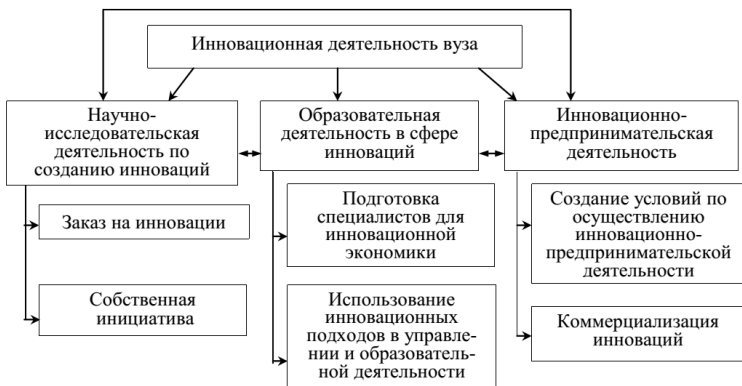 Инновационная деятельность вуза
Научно-
исследовательская
деятельность по
созданию инноваций
Образовательная
деятельность в сфере
инноваций
Инновационно-
предпринимательская
деятельность
Заказ на инновации
Собственная
инициатива
Подготовка
специалистов для
инновационной
экономики
Использование
инновационных
подходов в управле-
нии и образователь-
ной деятельности
Создание условий по
осуществлению
инновационно-
предпринимательской
деятельности
Коммерциализация
инноваций